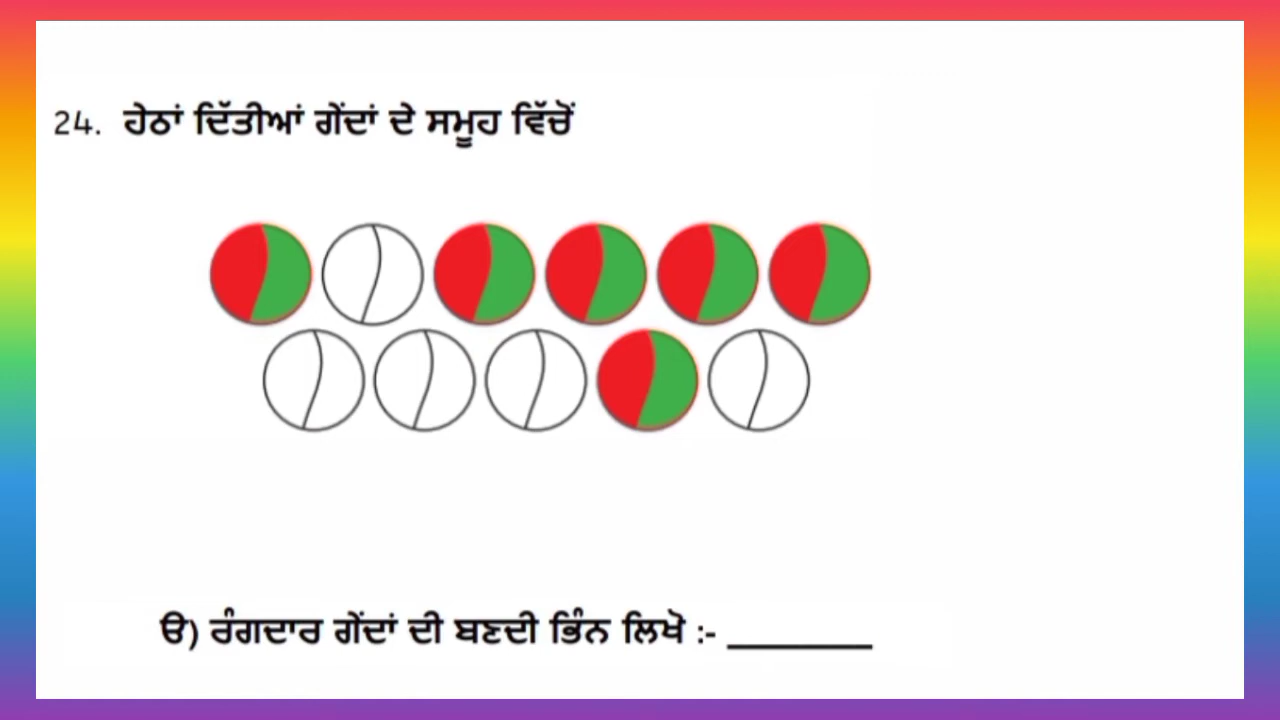 24. ਹੇਠਾਂ ਦਿੱਤੀਆਂ ਗੇਂਦਾਂ ਦੇ ਸਮੂਹ ਵਿੱਚੋਂ
ੳ) ਰੰਗਦਾਰ ਗੇਂਦਾਂ ਦੀ ਬਣਦੀ ਭਿੰਨ ਲਿਖੋ :- ________